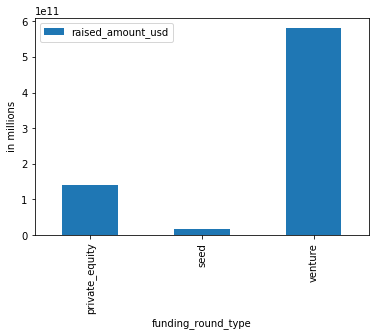 1e11
raised_amount_usd
6
5
4
3
2
1
0
in millions
private_equity
seed
venture
funding_round_type